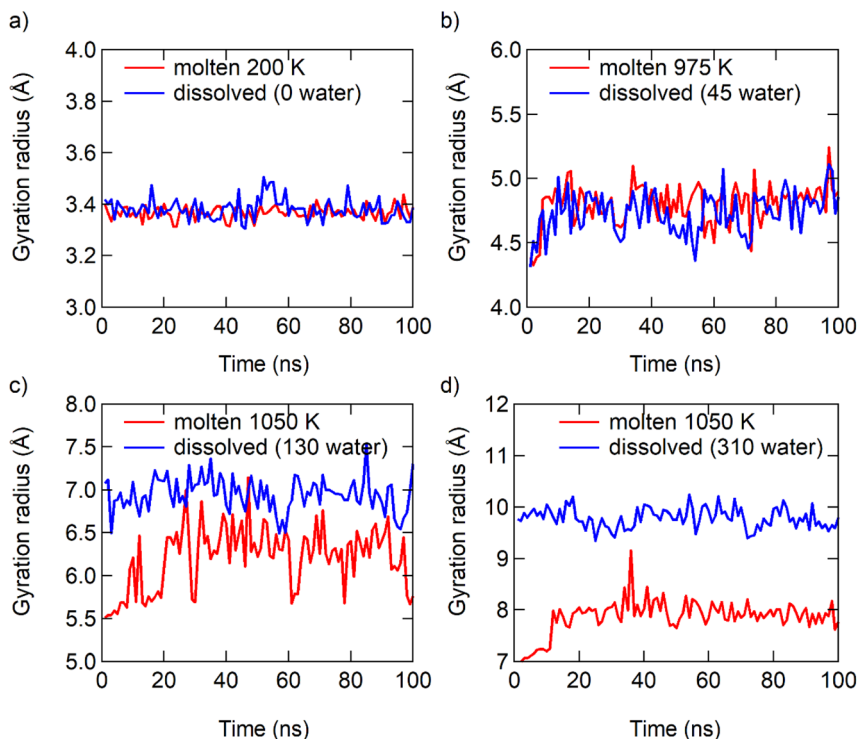 a)
4.0
3.8
3.6
3.4
3.2
3.0
Gyration radius (Å)
molten 200 K
dissolved (0 water)
0 20 40 60 80 100
Time (ns)
b)
6.0
5.5
5.0
4.5
4.0
Gyration radius (Å)
molten 975 K
dissolved (45 water)
0 20 40 60 80 100
Time (ns)
c)
8.0
7.5
7.0
6.5
6.0
5.5
5.0
Gyration radius (Å)
molten 1050 K
dissolved (130 water)
0 20 40 60 80 100
Time (ns)
d)
12
11
10
9
8
7
Gyration radius (Å)
molten 1050 K
dissolved (310 water)
0 20 40 60 80 100
Time (ns)